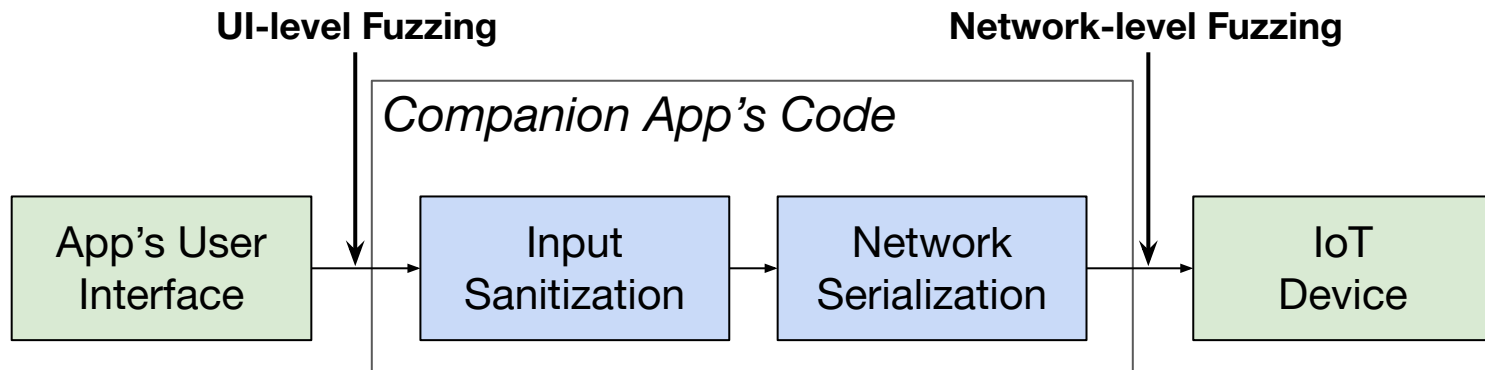 UI-level Fuzzing
Network-level Fuzzing
Companion App’s Code
App’s User
Interface
Input
Sanitization
Network
Serialization
IoT
Device